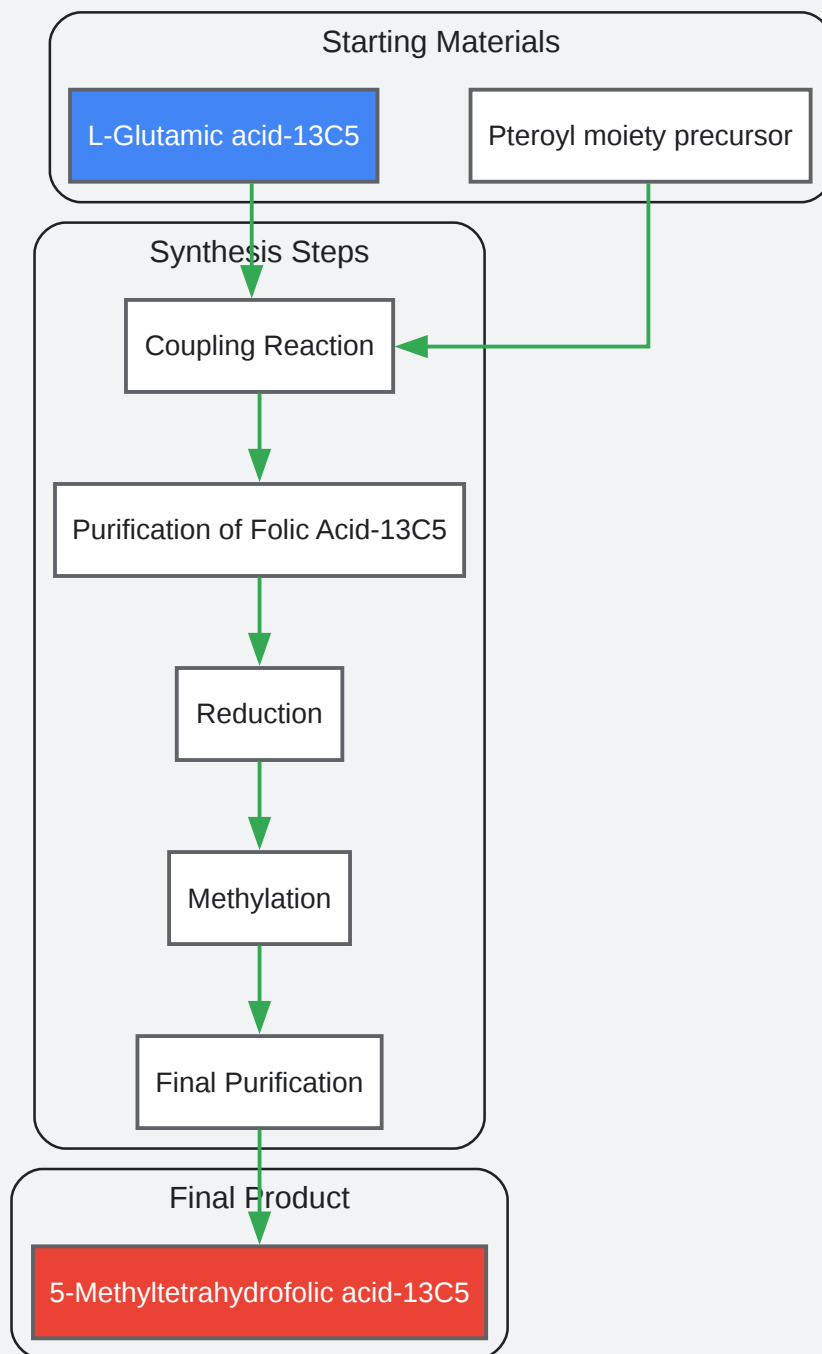 Starting Materials
L-Glutamic acid-13C5
Pteroyl moiety precursor
Synthesis Steps
Coupling Reaction
Purification of Folic Acid-13C5
Reduction
Methylation
Final Purification
Final Product
5-Methyltetrahydrofolic acid-13C5